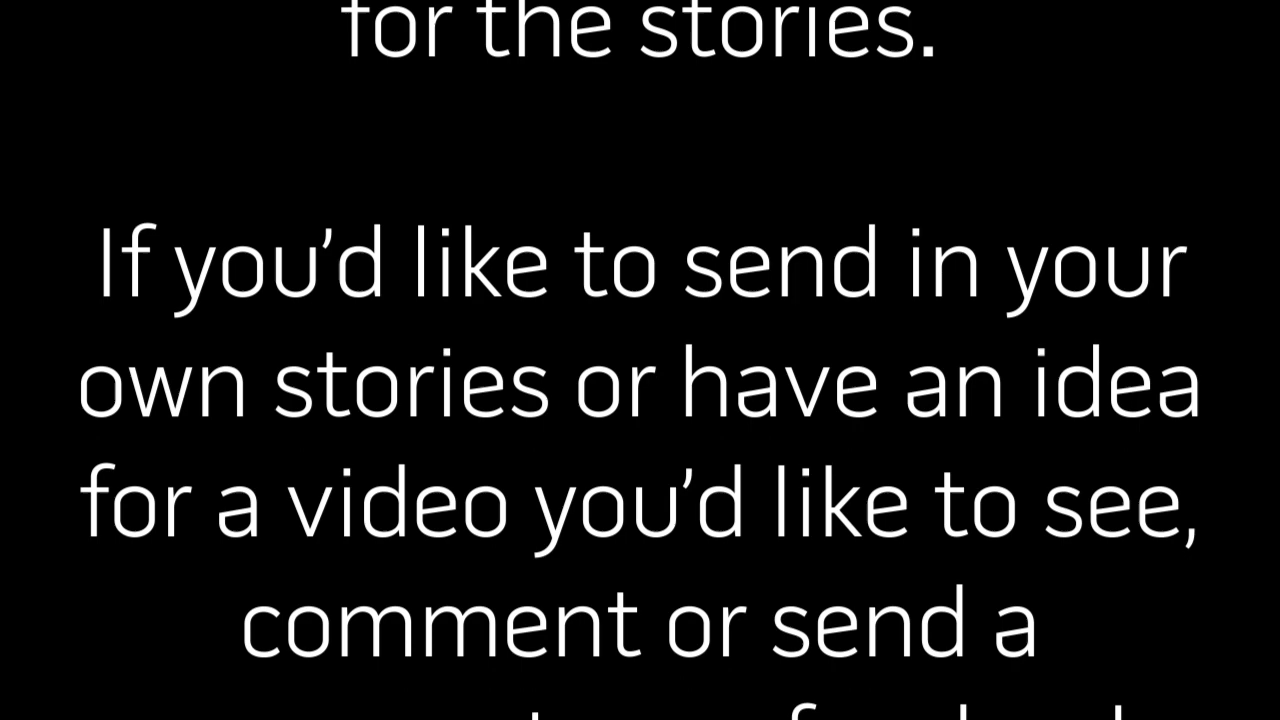 for the stories.
If you’d like to send in your
own stories or have an idea
for a video you’d like to see,
comment or send a